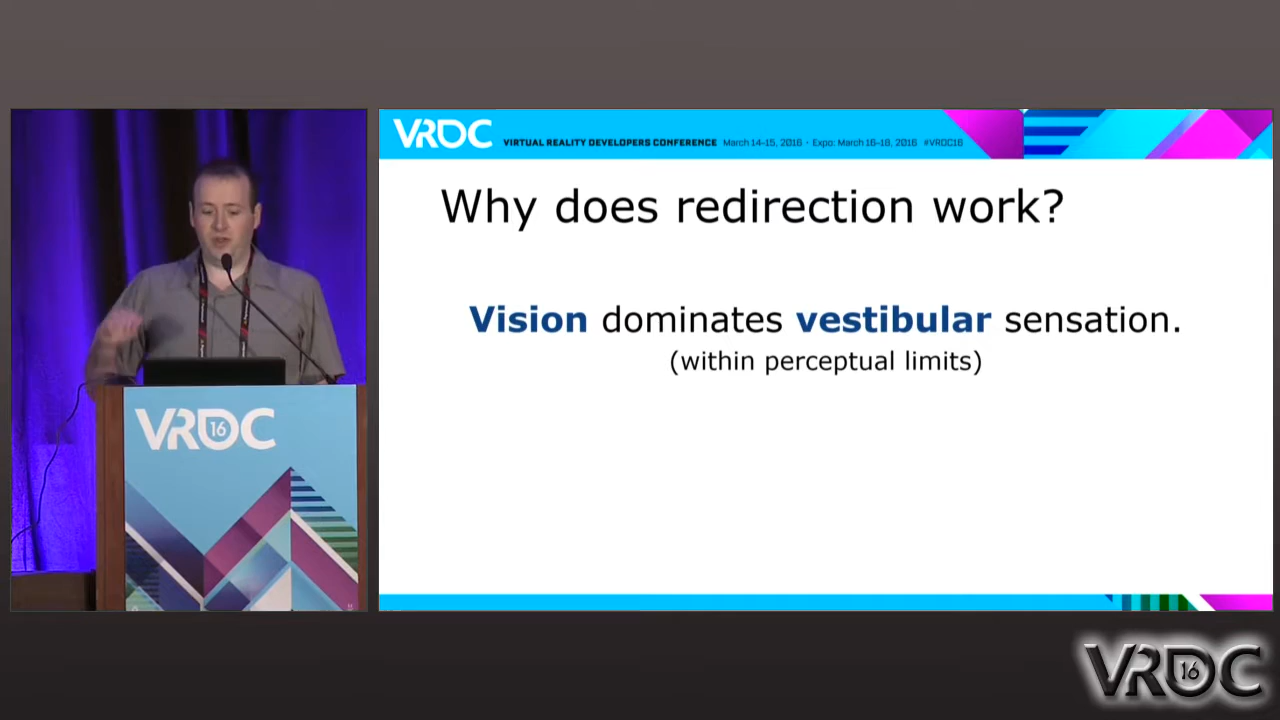 VRDC VIRTUAL REALITY DEVELOPERS CONFERENCE March 14-15, 2016 · Expo: March 16-18, 2016 #VRDC16
Why does redirection work?
Vision dominates vestibular sensation.
(within perceptual limits)
VRDC 16
VRDC 16